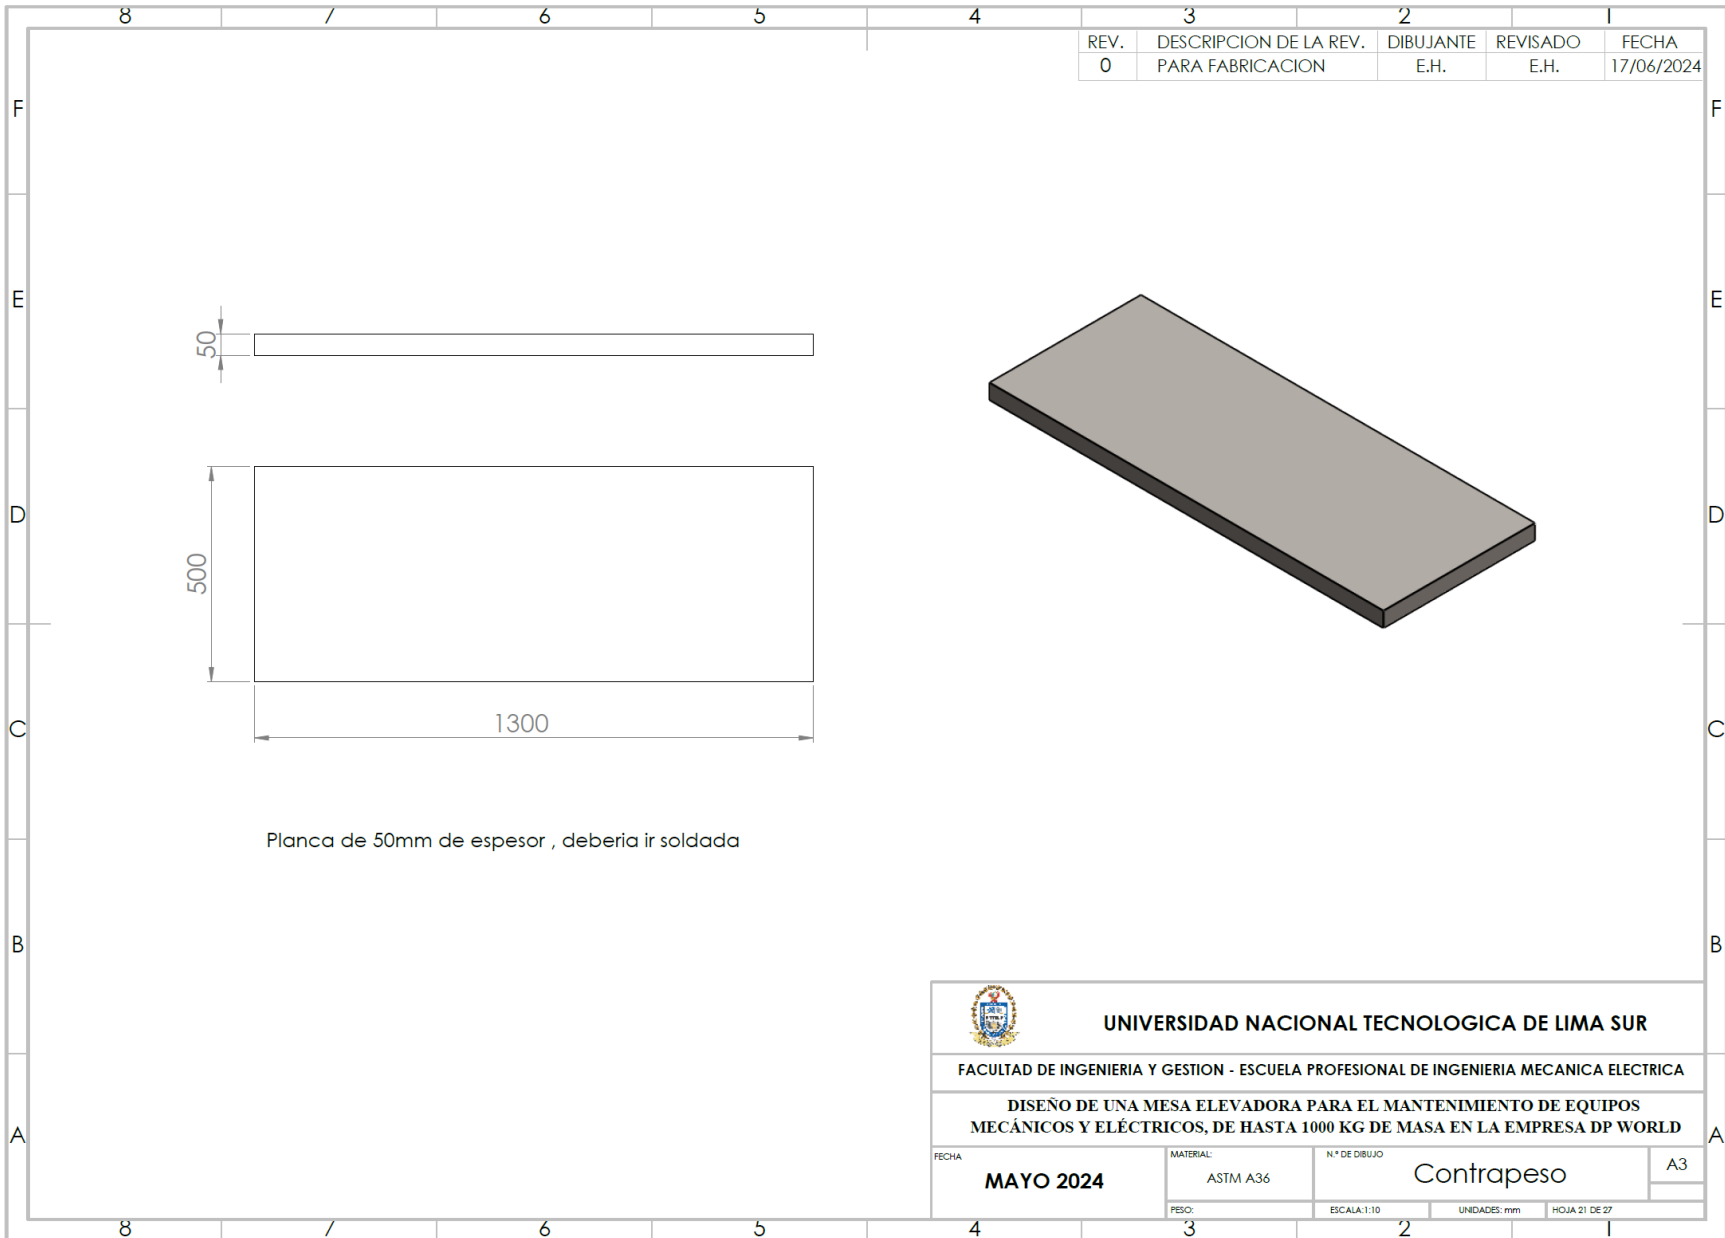 8 7 6 5 4 3 2 1
REV. DESCRIPCION DE LA REV. DIBUJANTE REVISADO FECHA
0 PARA FABRICACION E.H. E.H. 17/06/2024
F F
E E
50
D D
500
C C
1300
Planca de 50mm de espesor , deberia ir soldada
B B
UNIVERSIDAD NACIONAL TECNOLOGICA DE LIMA SUR
FACULTAD DE INGENIERIA Y GESTION - ESCUELA PROFESIONAL DE INGENIERIA MECANICA ELECTRICA
DISEÑO DE UNA MESA ELEVADORA PARA EL MANTENIMIENTO DE EQUIPOS
MECÁNICOS Y ELÉCTRICOS, DE HASTA 1000 KG DE MASA EN LA EMPRESA DP WORLD
A A
FECHA
MAYO 2024
MATERIAL:
ASTM A36
N.º DE DIBUJO
Contrapeso
A3
PESO:
ESCALA:1:10
UNIDADES: mm
HOJA 21 DE 27
8 7 6 5 4 3 2 1